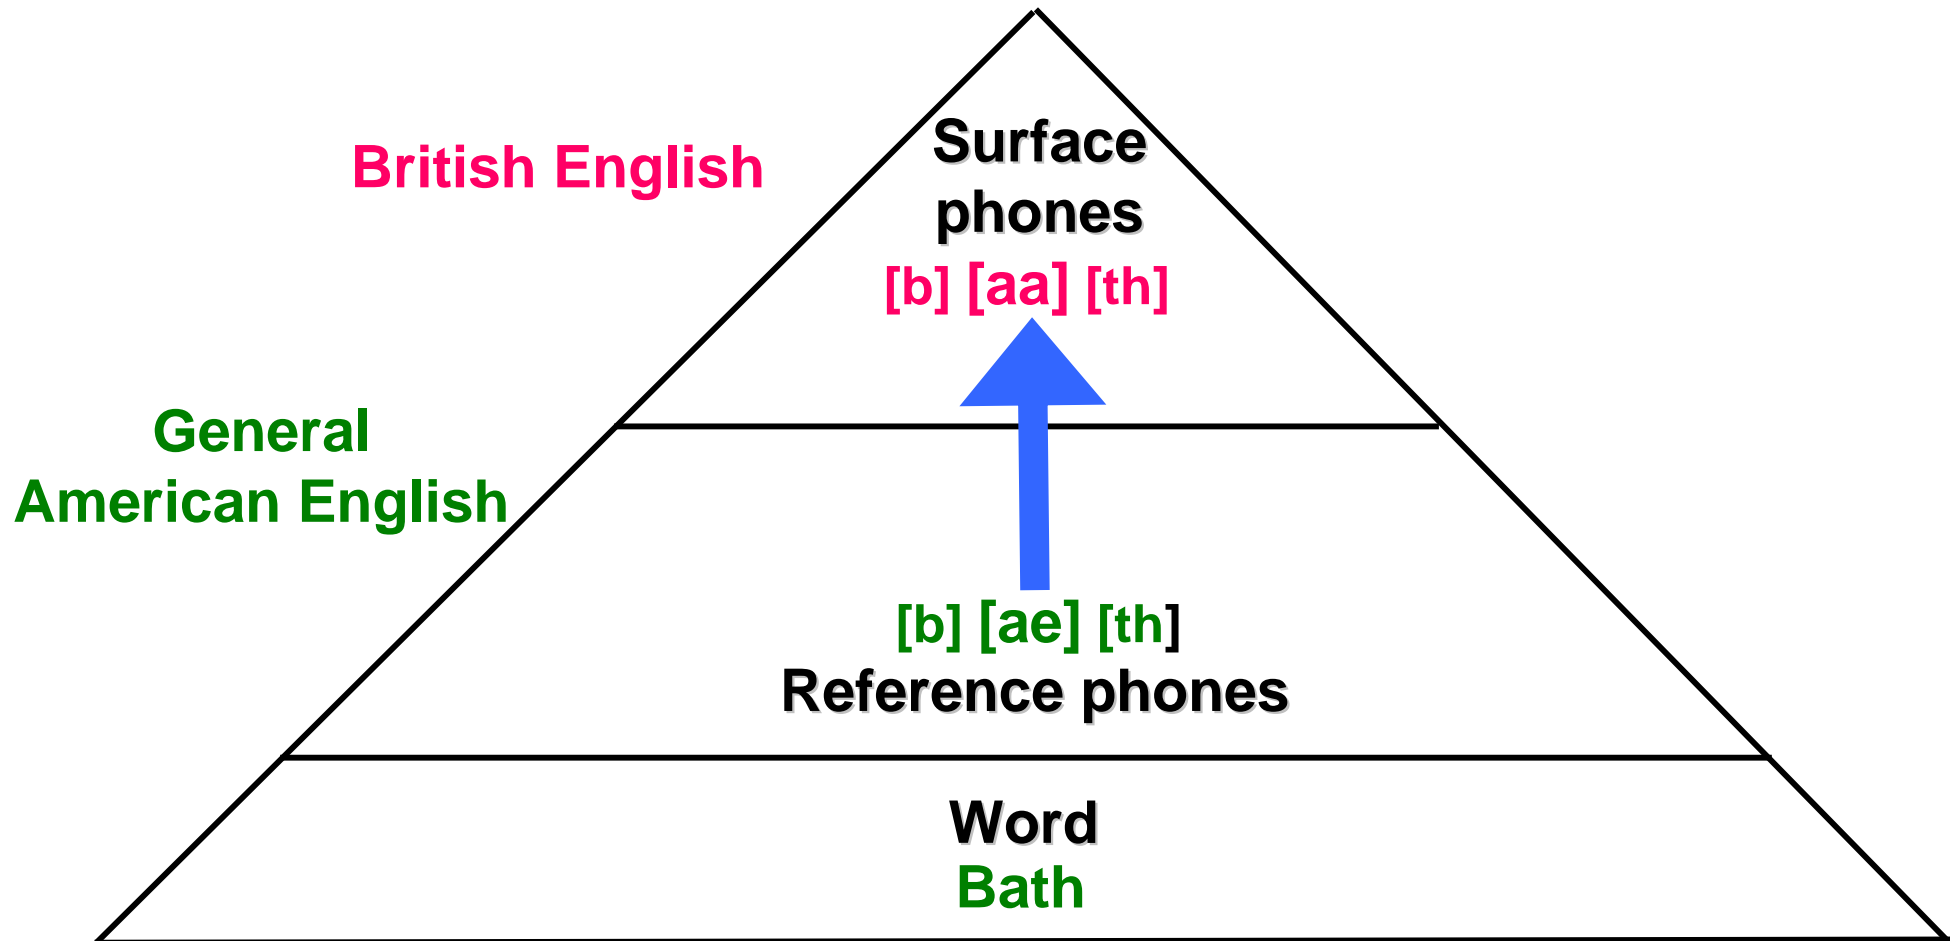 British English
Surface
phones
[b] [aa] [th]
General
American English
[b] [ae] [th]
Reference phones
Word
Bath